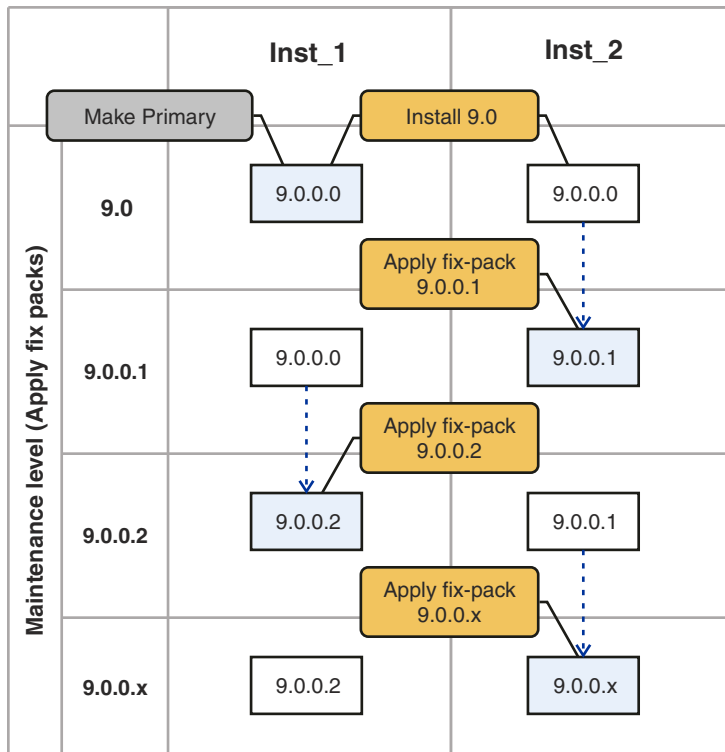 Inst_1
Inst_2
Make Primary
Install 9.0
Maintenance level (Apply fix packs)
9.0
9.0.0.0
9.0.0.0
Apply fix-pack
9.0.0.1
9.0.0.1
9.0.0.0
9.0.0.1
Apply fix-pack
9.0.0.2
9.0.0.2
9.0.0.2
9.0.0.1
Apply fix-pack
9.0.0.x
9.0.0.x
9.0.0.2
9.0.0.x